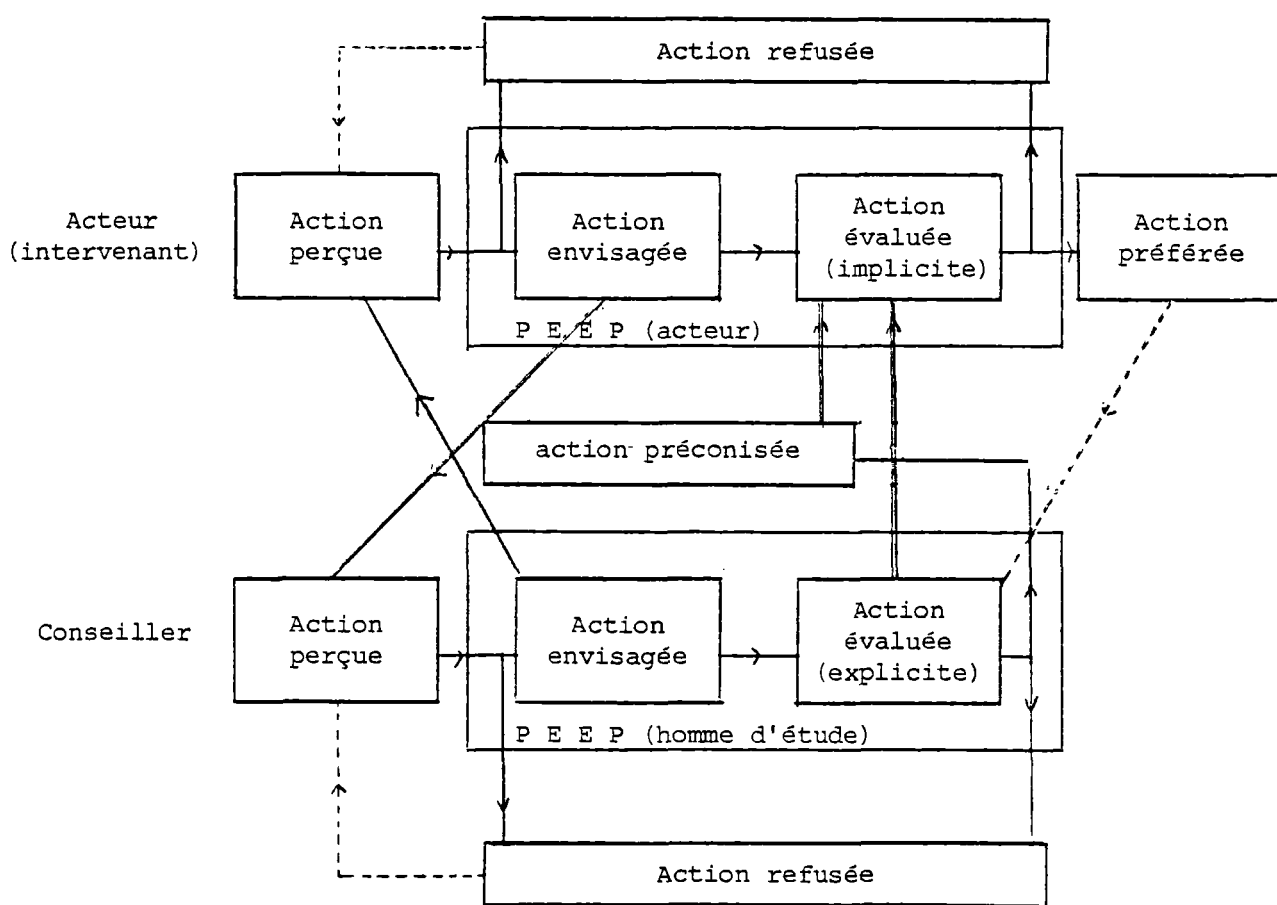 Action refusée
Acteur
(intervenant)
Action
perçue
Action
envisagée
Action
évaluée
(implicite)
Action
préférée
P E E P (acteur)
action préconisée
Conseiller
Action
perçue
Action
envisagée
Action
évaluée
(explicite)
P E E P (homme d'étude)
Action refusée